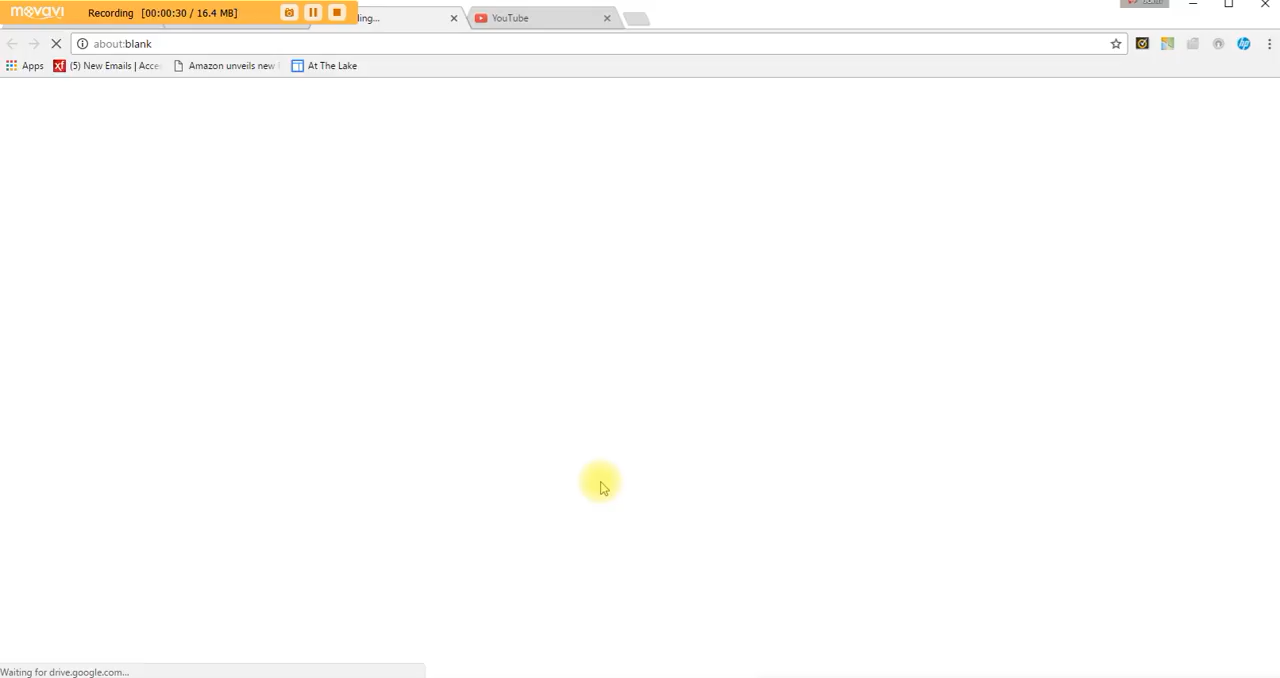 movavi Recording [00:00:30 / 16.4 MB]
ling...
YouTube
about:blank
Apps
(5) New Emails | Acce
Amazon unveils new
At The Lake
Waiting for drive.google.com...